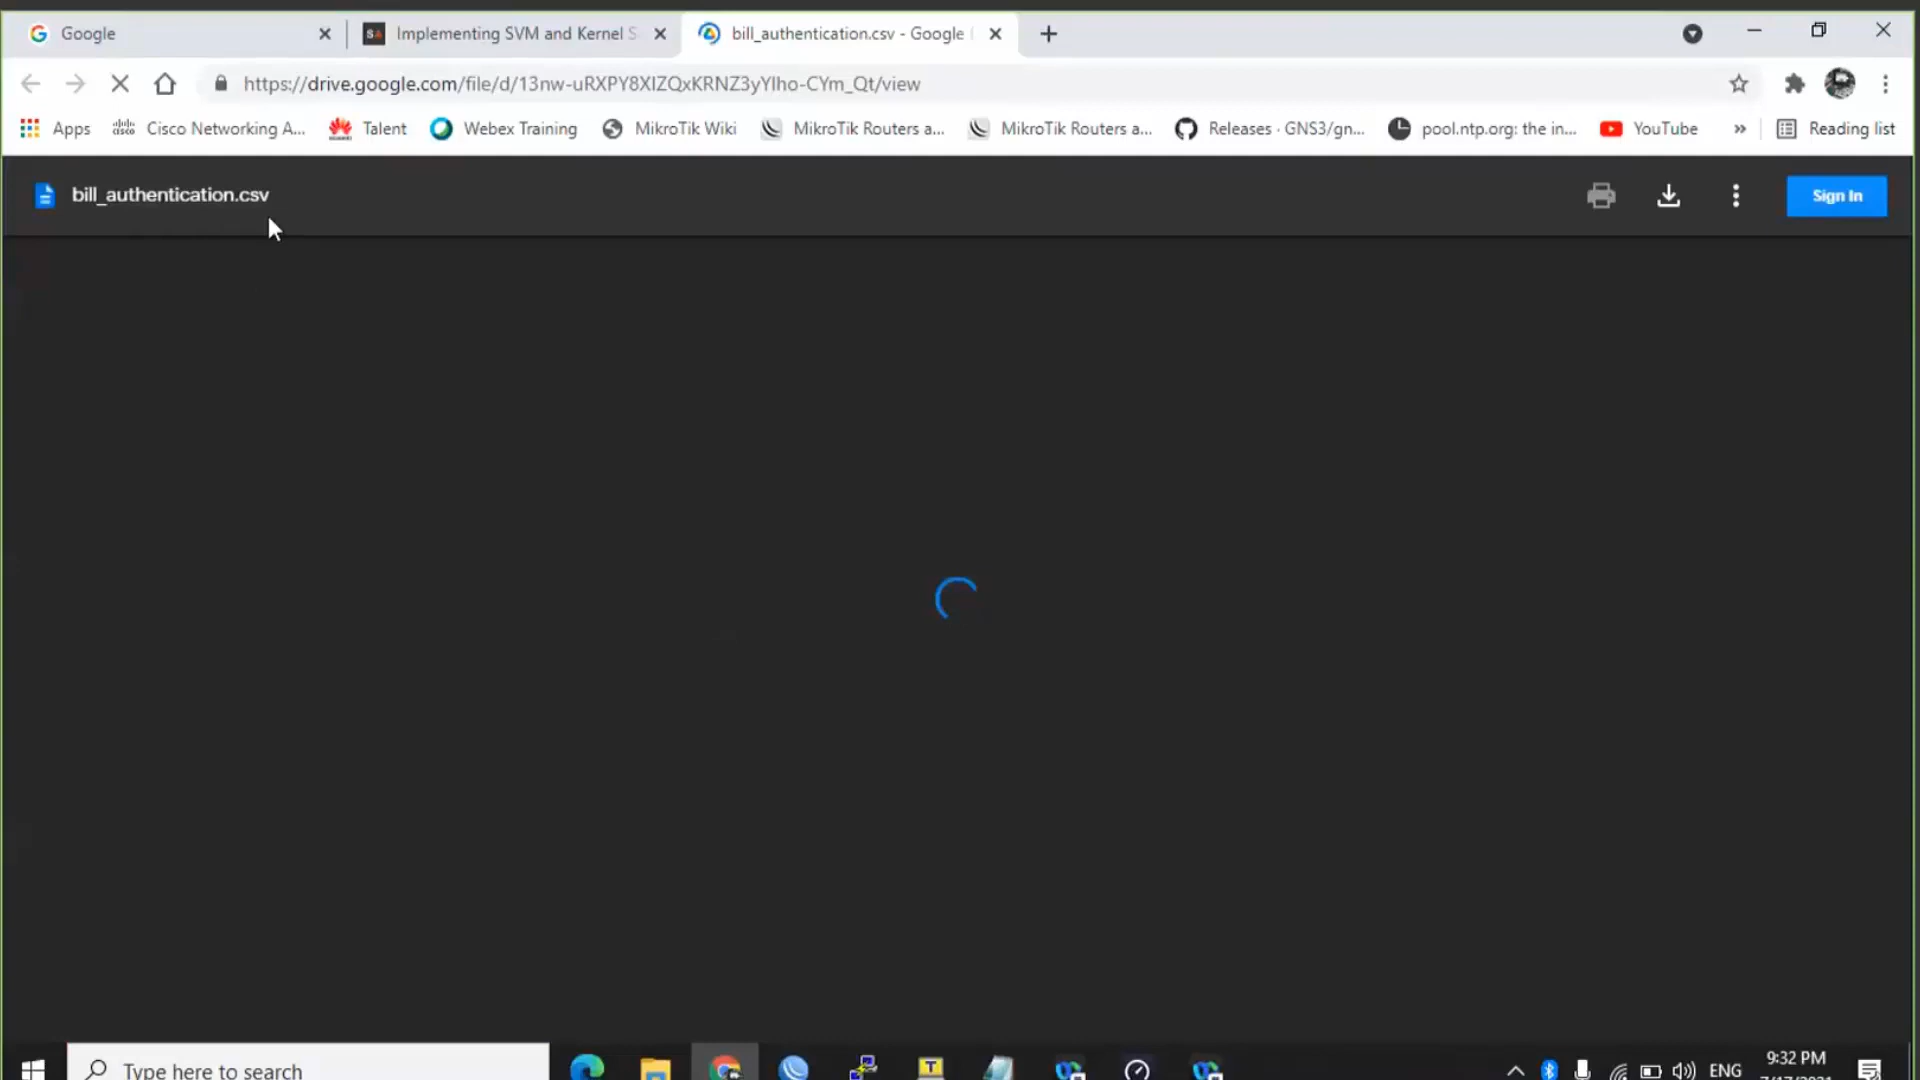 Google
Implementing SVM and Kernel S
bill_authentication.csv - Google
https://drive.google.com/file/d/13nw-uRXPY8XIZQxKRNZ3yYlho-CYm_Qt/view
Apps
Cisco Networking A...
Talent
Webex Training
MikroTik Wiki
MikroTik Routers a...
MikroTik Routers a...
Releases · GNS3/gn...
pool.ntp.org: the in...
YouTube
»
Reading list
bill_authentication.csv
Sign In
Type here to search
ENG
9:32 PM